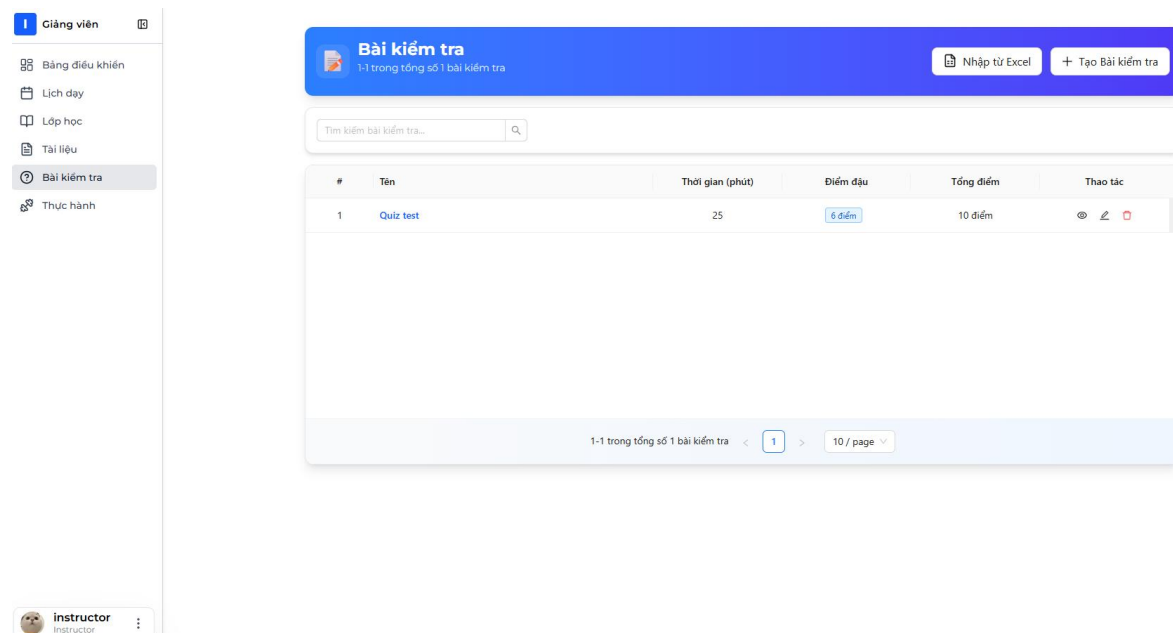 I Giảng viên
Bảng điều khiển
Lịch dạy
Lớp học
Tài liệu
Bài kiểm tra
Thực hành
instructor
Instructor
Bài kiểm tra
1-1 trong tổng số 1 bài kiểm tra
Nhập từ Excel
Tạo Bài kiểm tra
Tìm kiếm bài kiểm tra...
# Tên Thời gian (phút) Điểm đậu Tổng điểm Thao tác
1 Quiz test 25 6 điểm 10 điểm
1-1 trong tổng số 1 bài kiểm tra < 1 > 10 / page